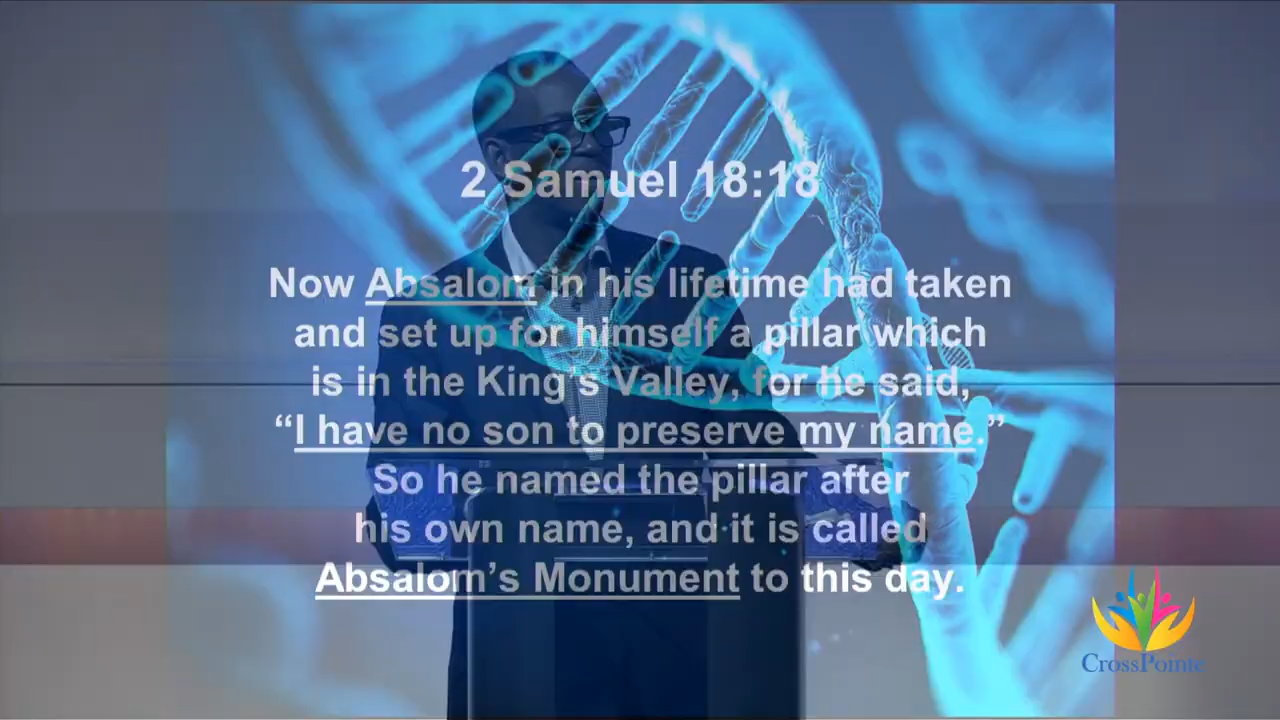 2 Samuel 18:18
Now Absalom in his lifetime had taken
and set up for himself a pillar which
is in the King’s Valley, for he said,
“I have no son to preserve my name.”
So he named the pillar after
his own name, and it is called
Absalom’s Monument to this day.
CrossPointe